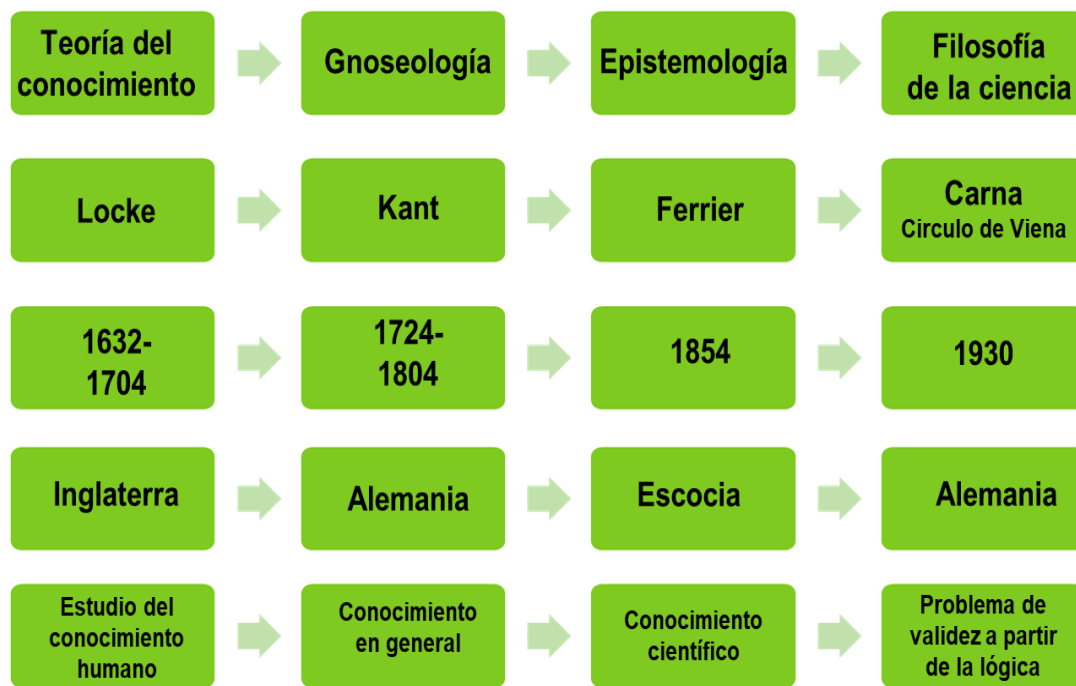 Teoría del
conocimiento
Gnoseología
Epistemología
Filosofía
de la ciencia
Locke
Kant
Ferrier
Carna
Circulo de Viena
1632-
1704
1724-
1804
1854
1930
Inglaterra
Alemania
Escocia
Alemania
Estudio del
conocimiento
humano
Conocimiento
en general
Conocimiento
científico
Problema de
validez a partir
de la lógica